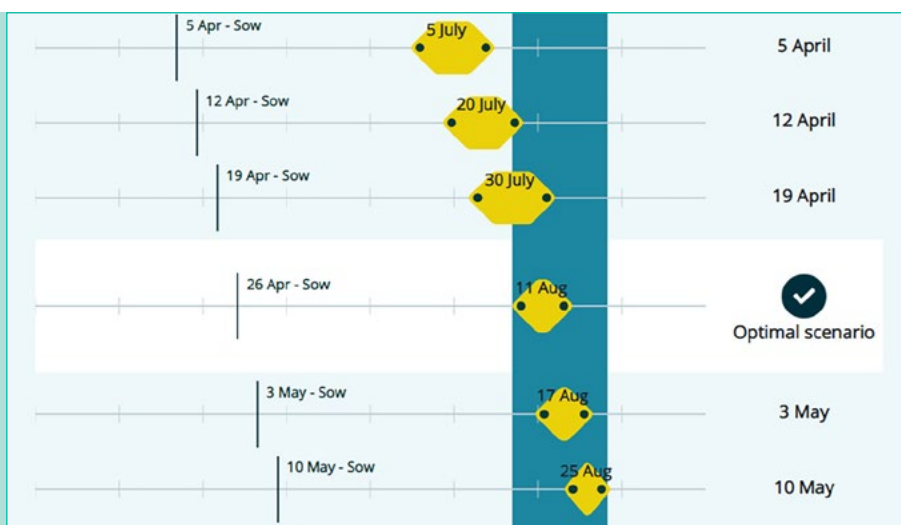 5 Apr - Sow
5 July
5 April
12 Apr - Sow
20 July
12 April
19 Apr - Sow
30 July
19 April
26 Apr - Sow
11 Aug
Optimal scenario
3 May - Sow
17 Aug
3 May
10 May - Sow
25 Aug
10 May